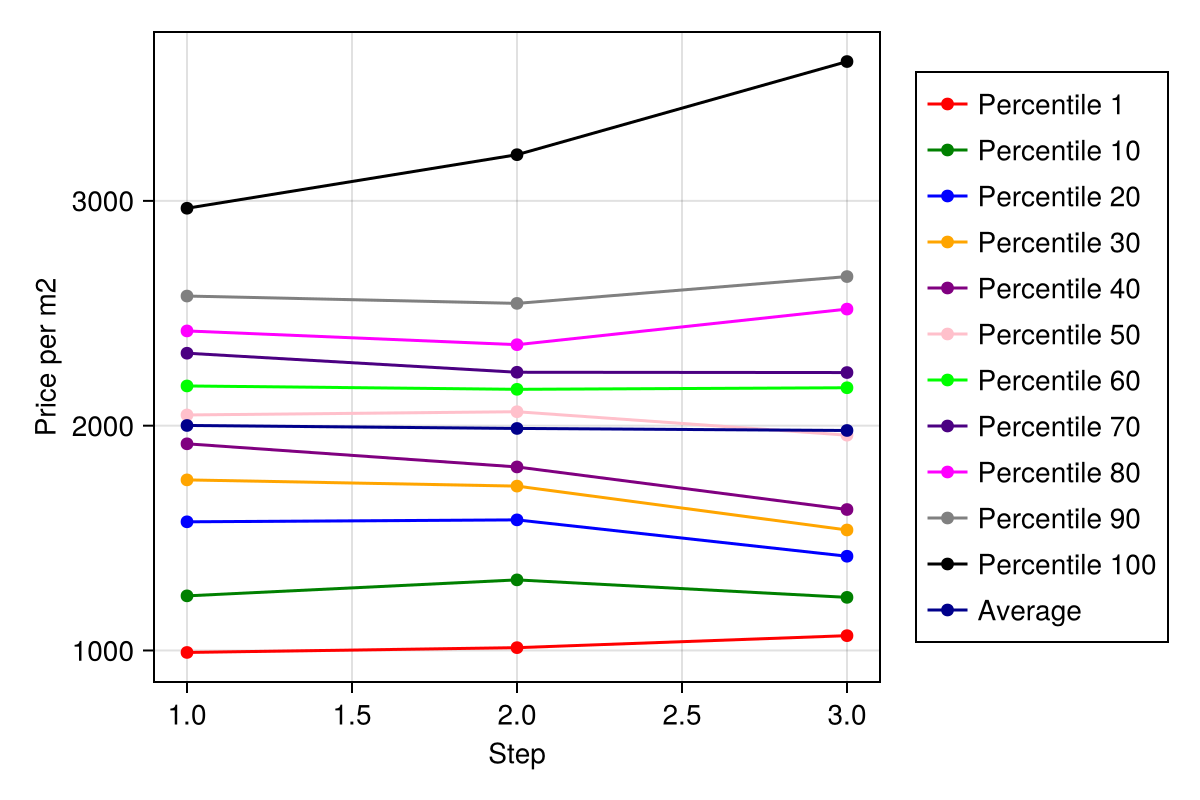 Price per m2
3000
2000
1000
1.0 1.5 2.0 2.5 3.0
Step
Percentile 1
Percentile 10
Percentile 20
Percentile 30
Percentile 40
Percentile 50
Percentile 60
Percentile 70
Percentile 80
Percentile 90
Percentile 100
Average